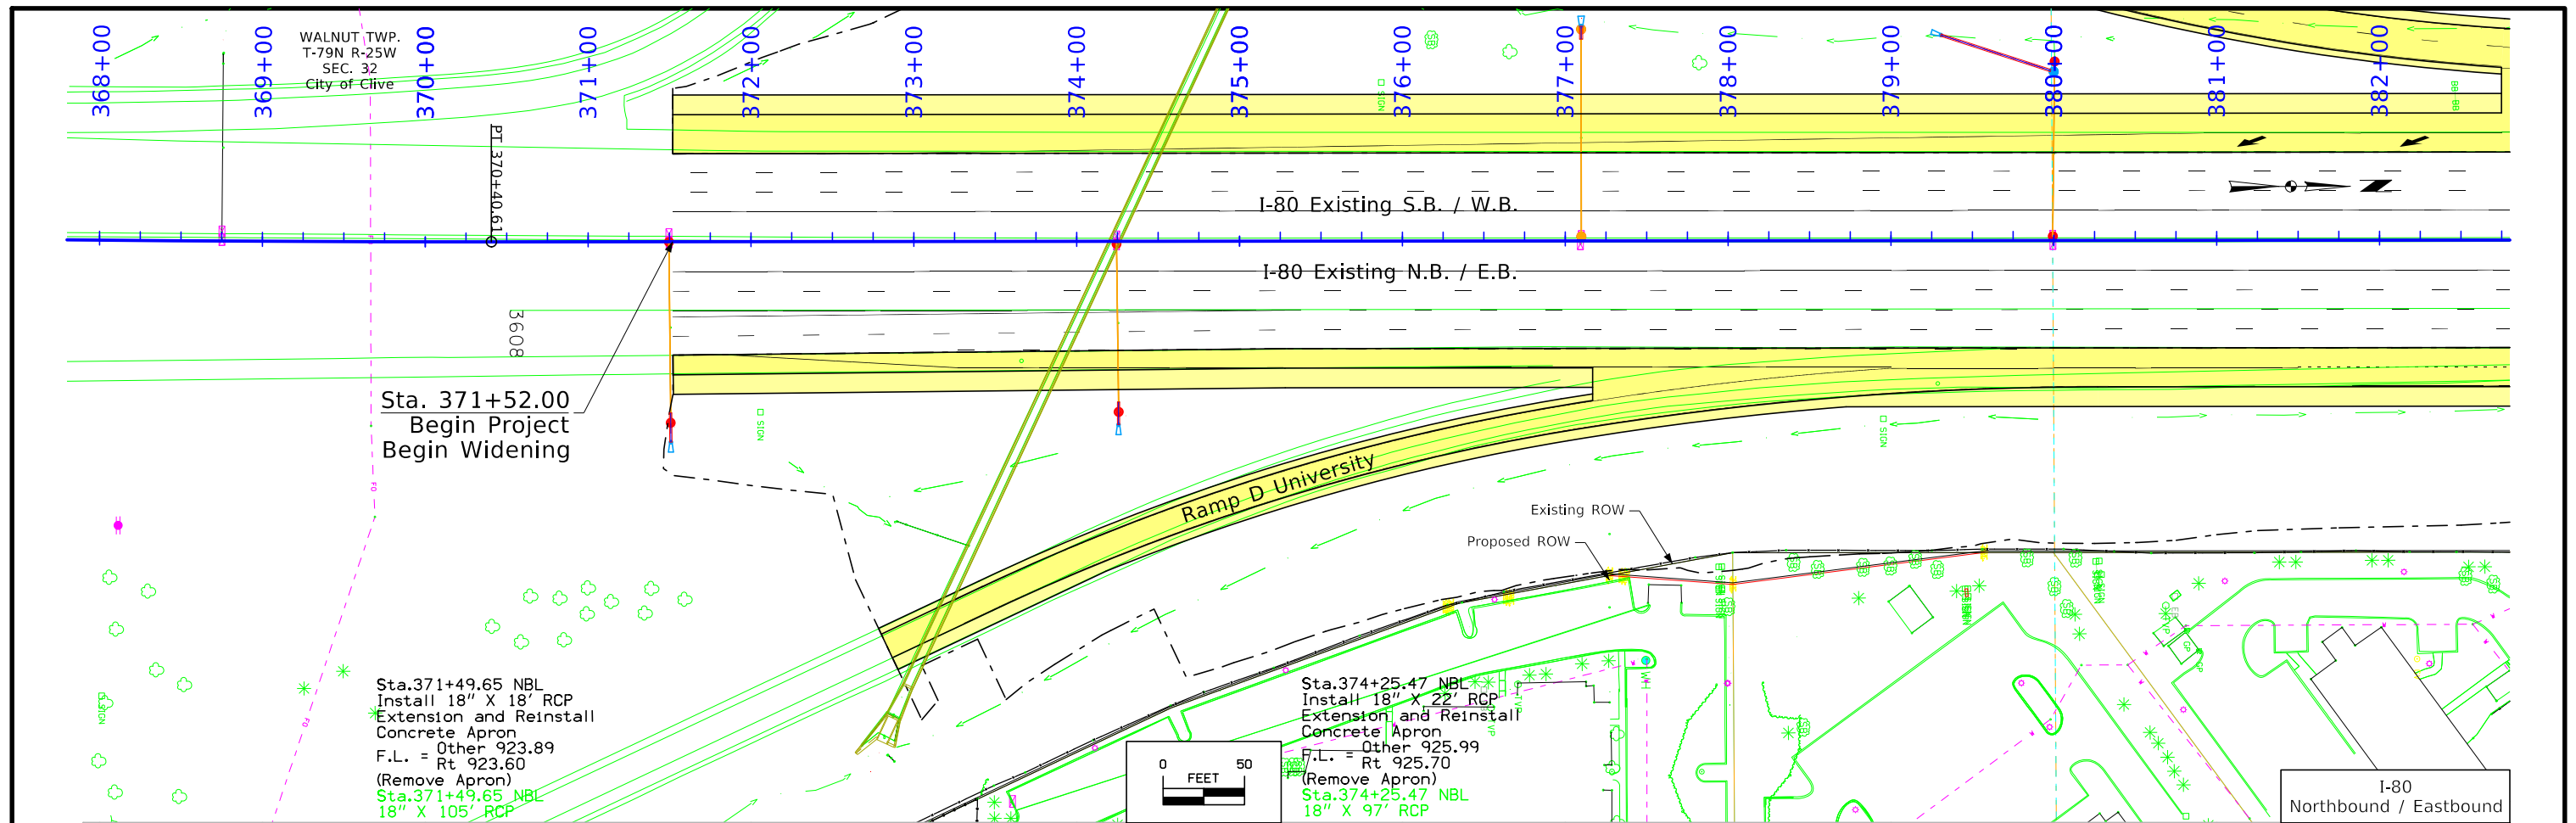 368+00
369+00
370+00
371+00
372+00
373+00
374+00
375+00
376+00
377+00
378+00
379+00
380+00
381+00
382+00
WALNUT TWP.
T-79N R-25W
SEC. 32
City of Clive
PT 370+40.61
SIGN
I-80 Existing S.B. / W.B.
I-80 Existing N.B. / E.B.
3608
Sta. 371+52.00
Begin Project
Begin Widening
SIGN
SIGN
FO
FO
Ramp D University
Existing ROW
Proposed ROW
SIGN
Sta.371+49.65 NBL
Install 18" X 18' RCP
Extension and Reinstall
Concrete Apron
F.L. = Other 923.89
Rt 923.60
(Remove Apron)
Sta.371+49.65 NBL
18" X 105' RCP
Sta.374+25.47 NBL
Install 18" X 22' RCP
Extension and Reinstall
Concrete Apron
F.L. = Other 925.99
Rt 925.70
(Remove Apron)
Sta.374+25.47 NBL
18" X 97' RCP
0 50
FEET
I-80
Northbound / Eastbound